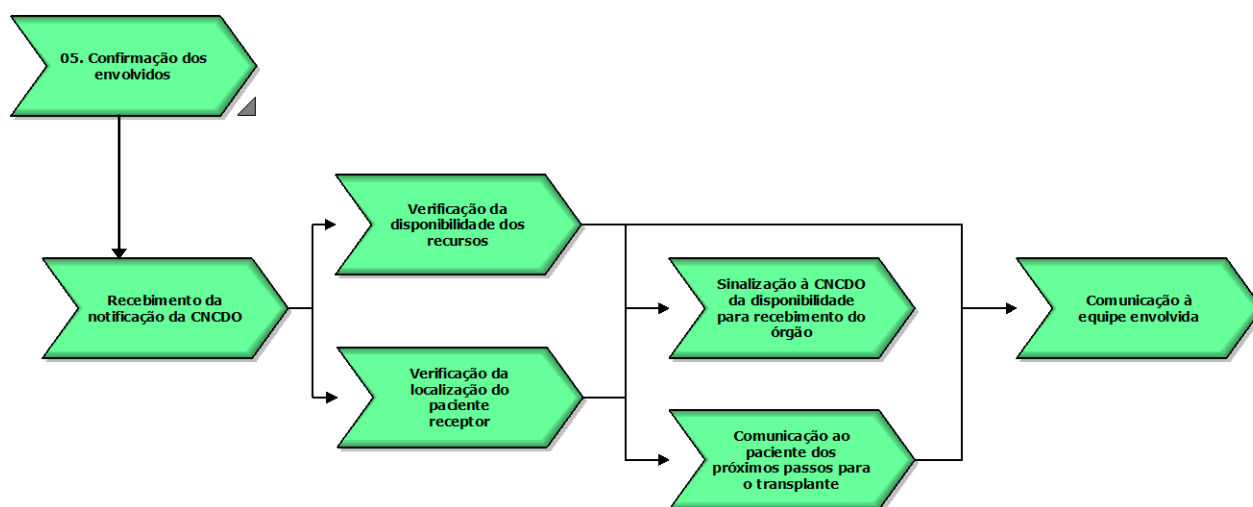 05. Confirmação dos
envolvidos
Recebimento da
notificação da CNCDO
Verificação da
disponibilidade dos
recursos
Verificação da
localização do
paciente
receptor
Sinalização à CNCDO
da disponibilidade
para recebimento do
órgão
Comunicação ao
paciente dos
próximos passos para
o transplante
Comunicação à
equipe envolvida